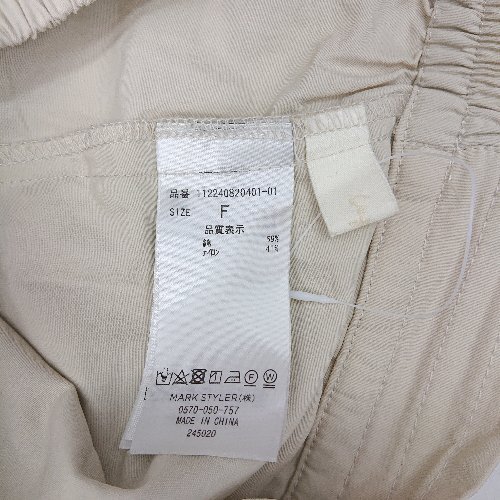 品番 112240820401-01
SIZE F
品質表示
綿 59%
ナイロン 41%
F W
MARK STYLER(株)
0570-050-757
MADE IN CHINA
245020